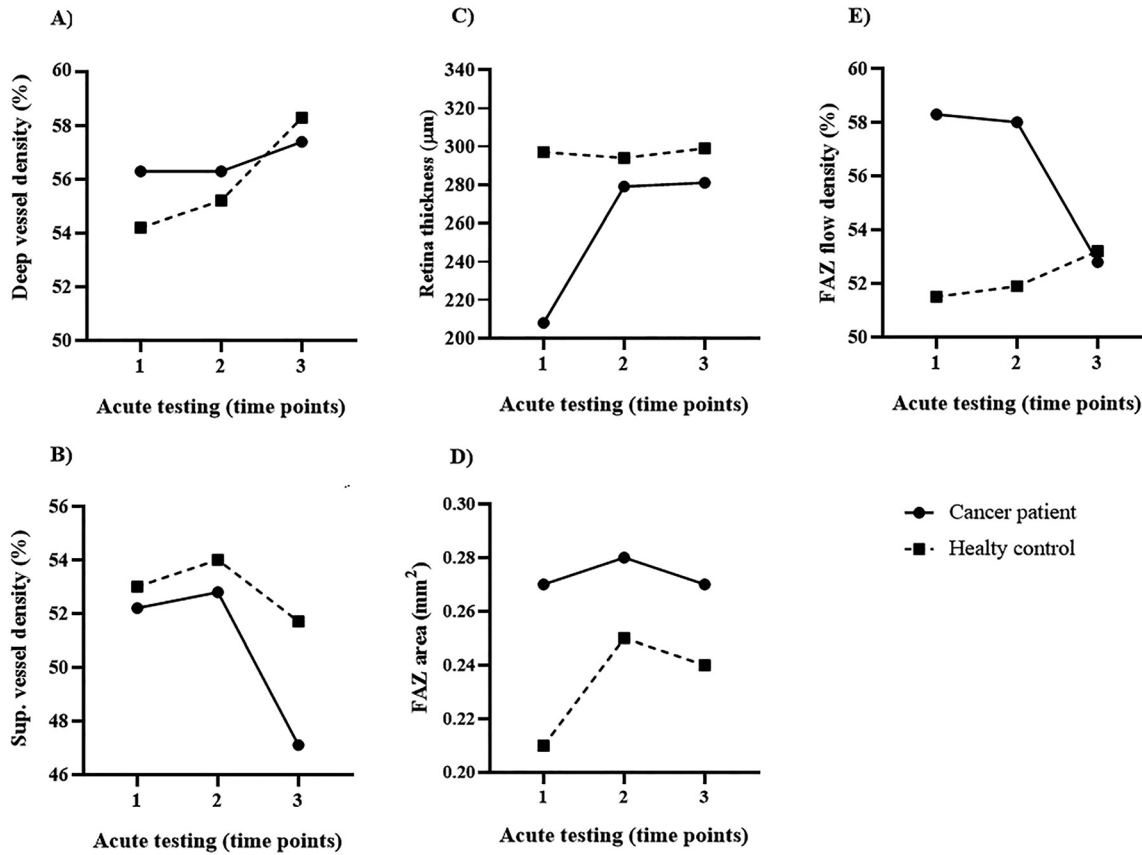 A)
Deep vessel density (%)
60
58
56
54
52
50
1 2 3
Acute testing (time points)
B)
Sup. vessel density (%)
56
54
52
50
48
46
1 2 3
Acute testing (time points)
C)
Retina thickness (μm)
340
320
300
280
260
240
220
200
1 2 3
Acute testing (time points)
D)
FAZ area (mm²)
0.30
0.28
0.26
0.24
0.22
0.20
1 2 3
Acute testing (time points)
E)
FAZ flow density (%)
60
58
56
54
52
50
1 2 3
Acute testing (time points)
Cancer patient
Healty control